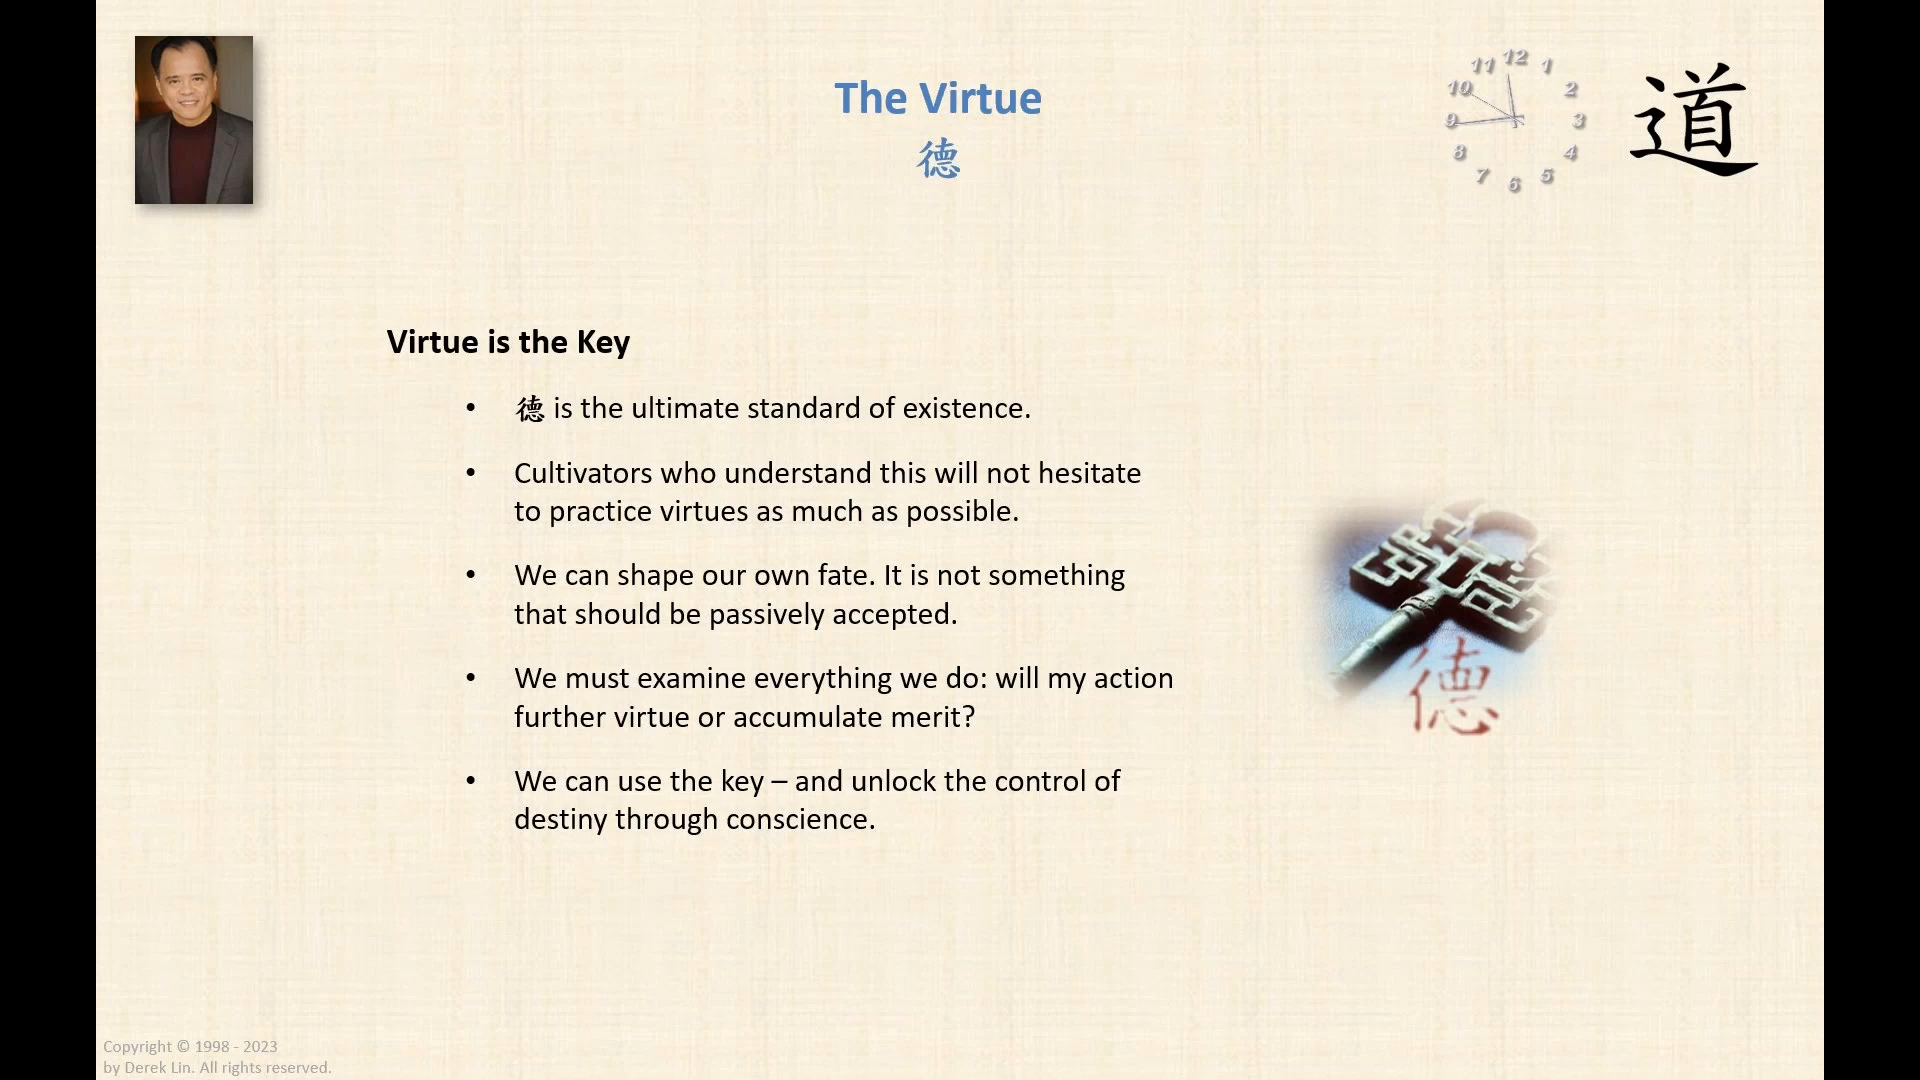 The Virtue
德
11 12 1
10 2
9 3
8 4
7 6 5
道
Virtue is the Key
• 德 is the ultimate standard of existence.
• Cultivators who understand this will not hesitate
to practice virtues as much as possible.
• We can shape our own fate. It is not something
that should be passively accepted.
• We must examine everything we do: will my action
further virtue or accumulate merit?
• We can use the key – and unlock the control of
destiny through conscience.
德
Copyright © 1998 - 2023
by Derek Lin. All rights reserved.